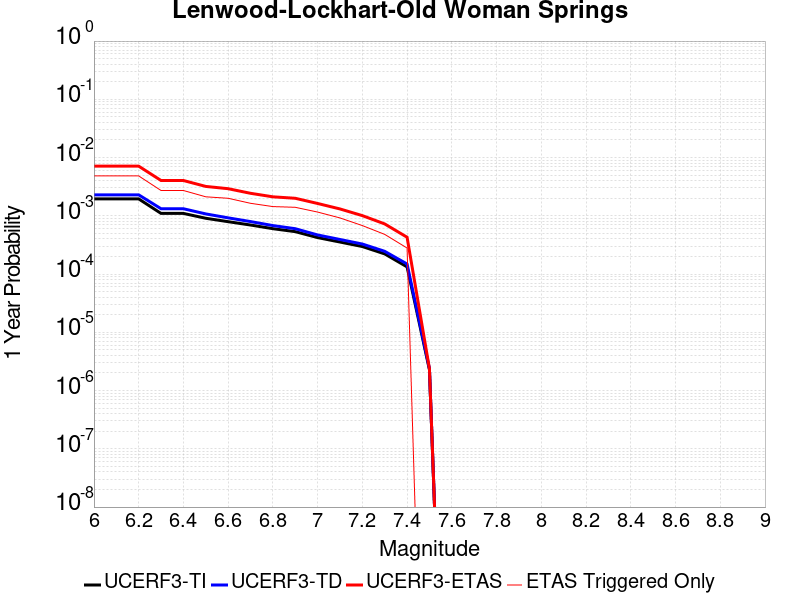 Lenwood-Lockhart-Old Woman Springs
10^0
10^-1
10^-2
10^-3
10^-4
10^-5
10^-6
10^-7
10^-8
1 Year Probability
6 6.2 6.4 6.6 6.8 7 7.2 7.4 7.6 7.8 8 8.2 8.4 8.6 8.8 9
Magnitude
UCERF3-TI UCERF3-TD UCERF3-ETAS ETAS Triggered Only